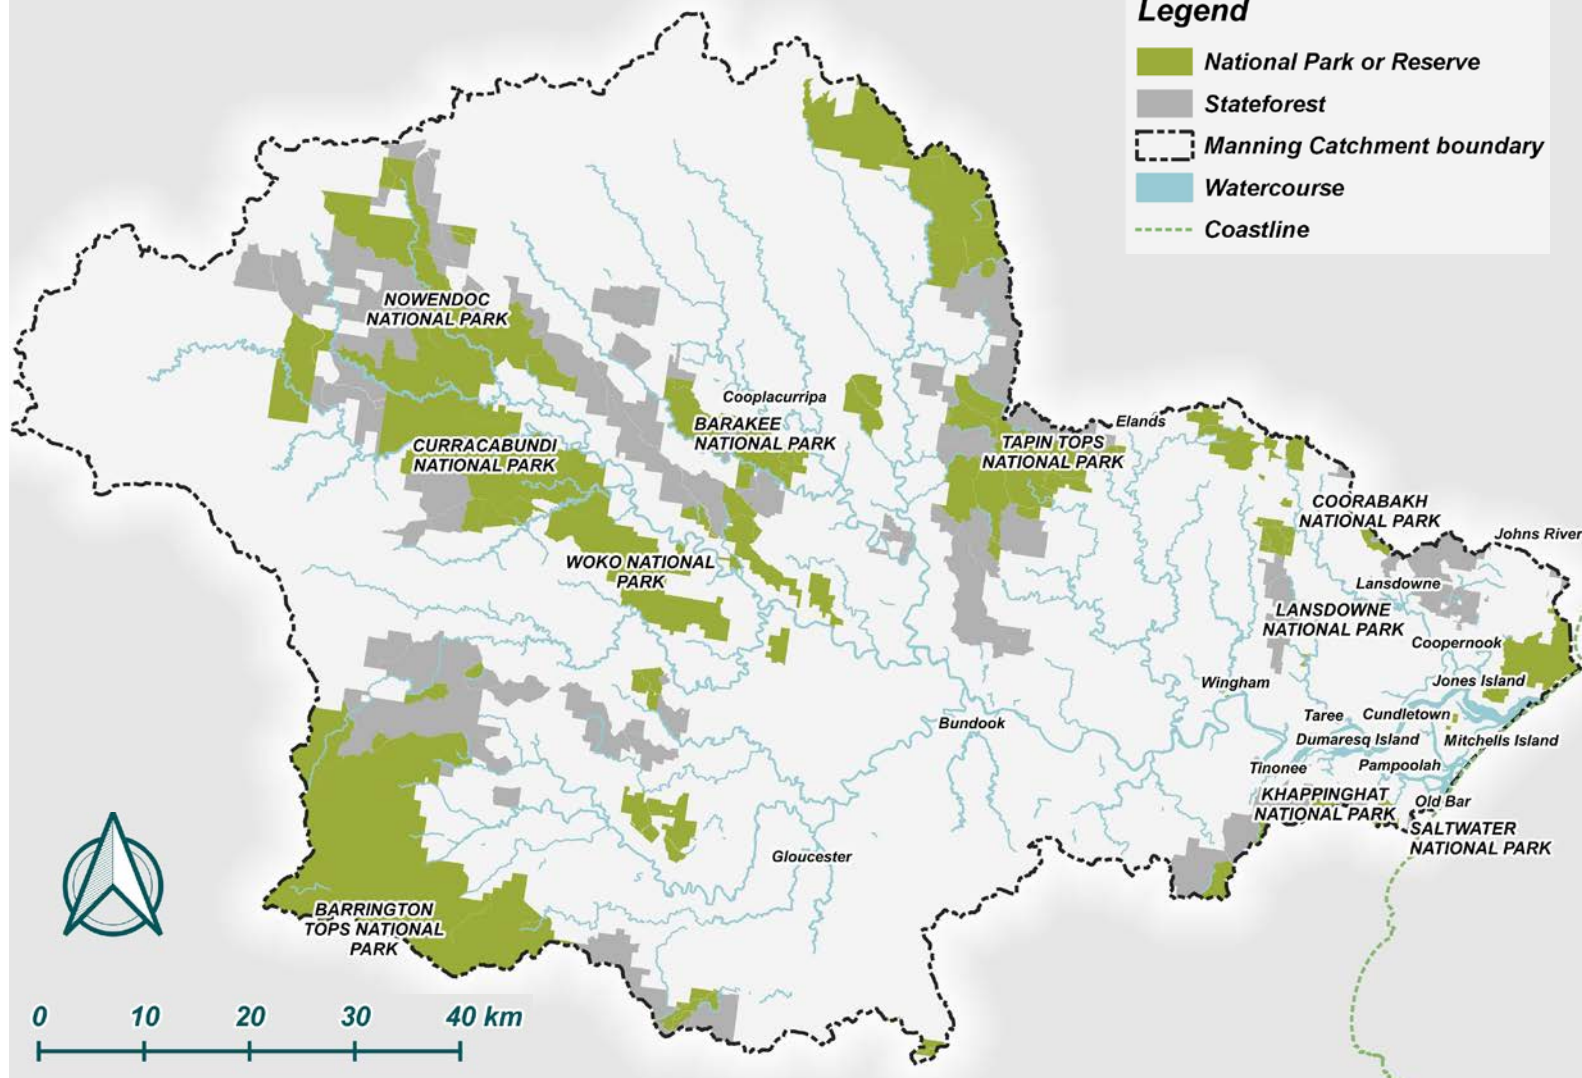 Legend
National Park or Reserve
Stateforest
Manning Catchment boundary
Watercourse
Coastline
NOWENDOC
NATIONAL PARK
Cooplacurripa
BARAKEE
NATIONAL PARK
Elands
TAPIN TOPS
NATIONAL PARK
CURRACABUNDI
NATIONAL PARK
COORABAKH
NATIONAL PARK
Johns River
WOKO NATIONAL
PARK
Lansdowne
LANSDOWNE
NATIONAL PARK
Coopernook
Wingham
Jones Island
Bundook
Taree
Cundletown
Dumaresq Island
Mitchells Island
Tinonee
Pampoolah
KHAPPINGHAT
NATIONAL PARK
Old Bar
SALTWATER
NATIONAL PARK
Gloucester
BARRINGTON
TOPS NATIONAL
PARK
0 10 20 30 40 km